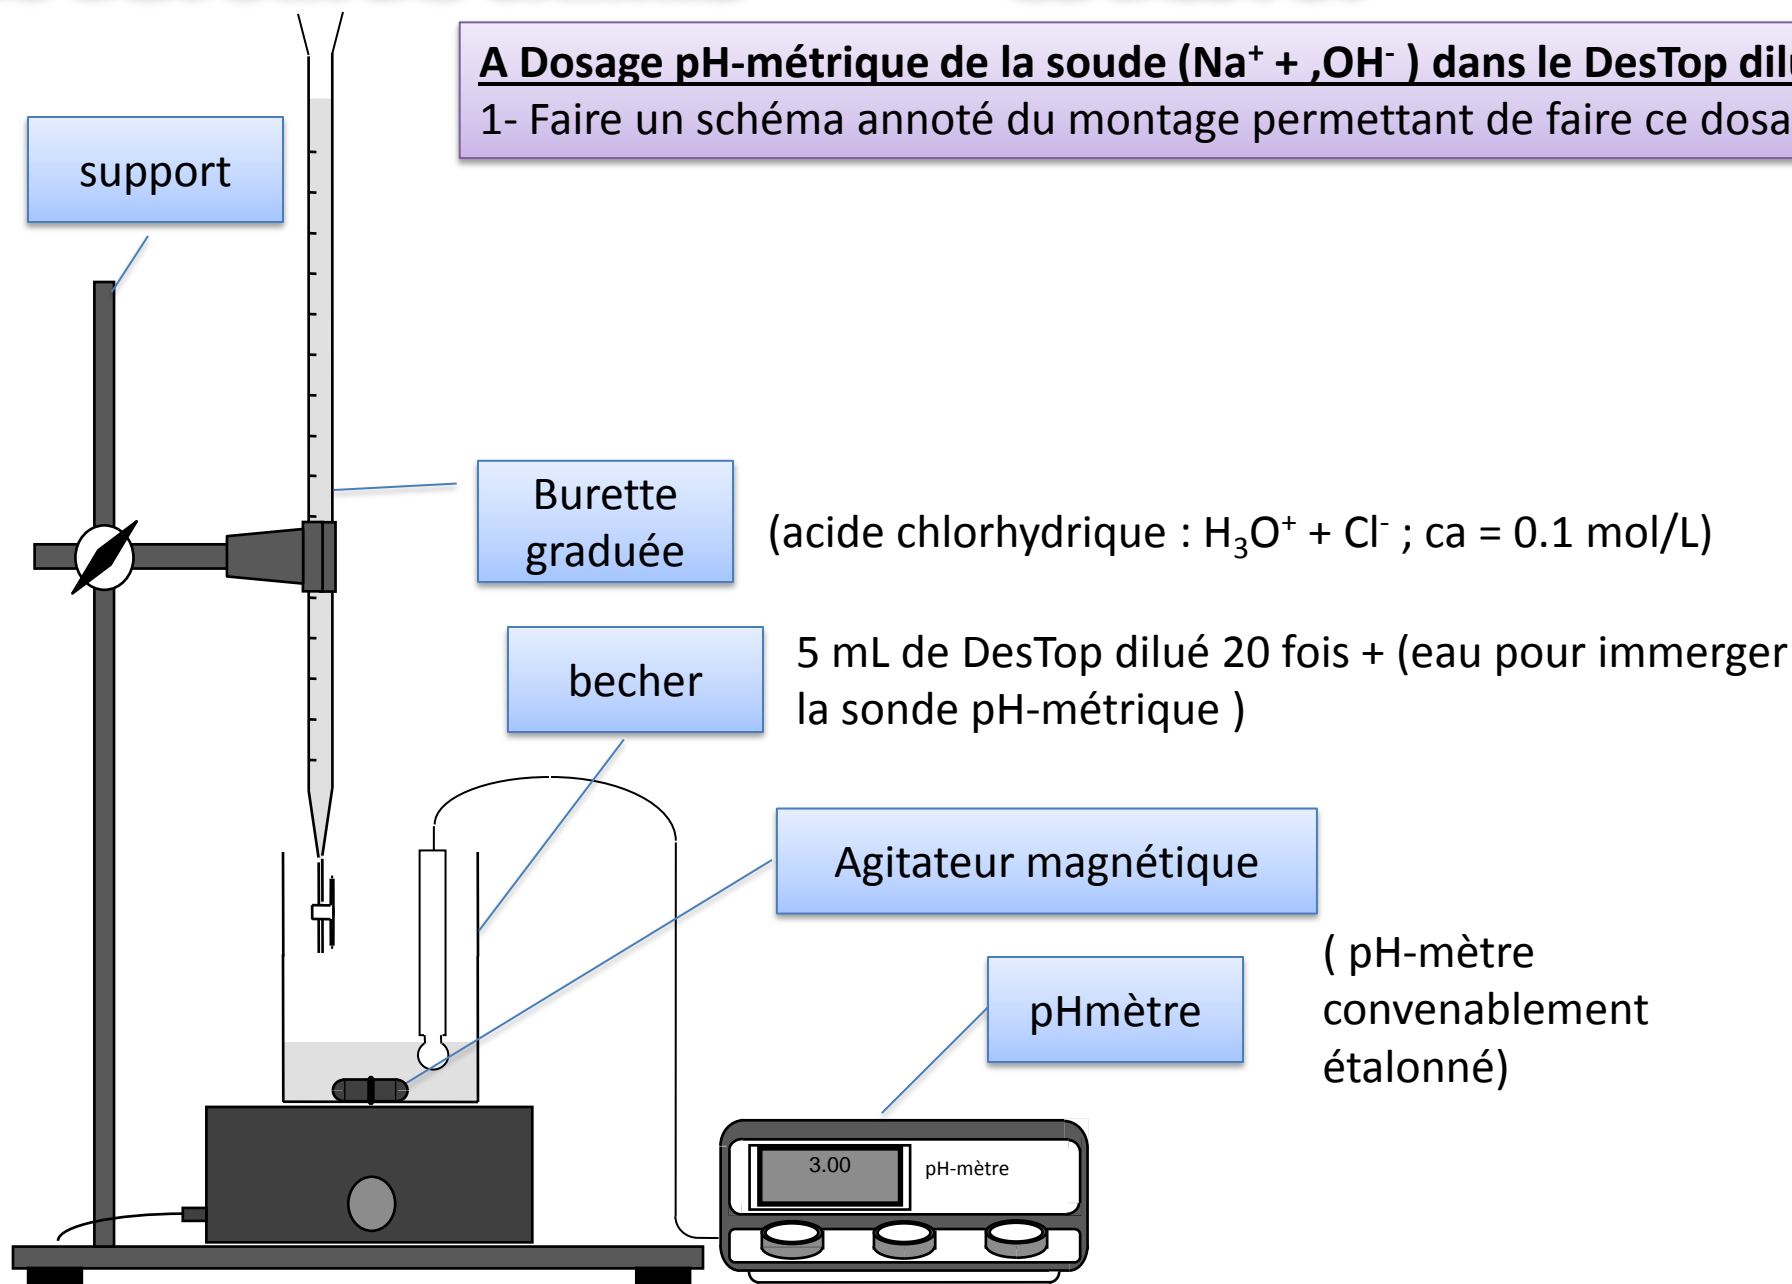 A Dosage pH-métrique de la soude (Na⁺ + ,OH⁻ ) dans le DesTop
1- Faire un schéma annoté du montage permettant de faire ce
support
Burette
graduée
(acide chlorhydrique : H₃O⁺ + Cl⁻ ; ca = 0.1 mol/L)
becher
5 mL de DesTop dilué 20 fois + (eau pour immerger
la sonde pH-métrique )
Agitateur magnétique
pHmètre
( pH-mètre
convenablement
étalonné)
3.00
pH-mètre